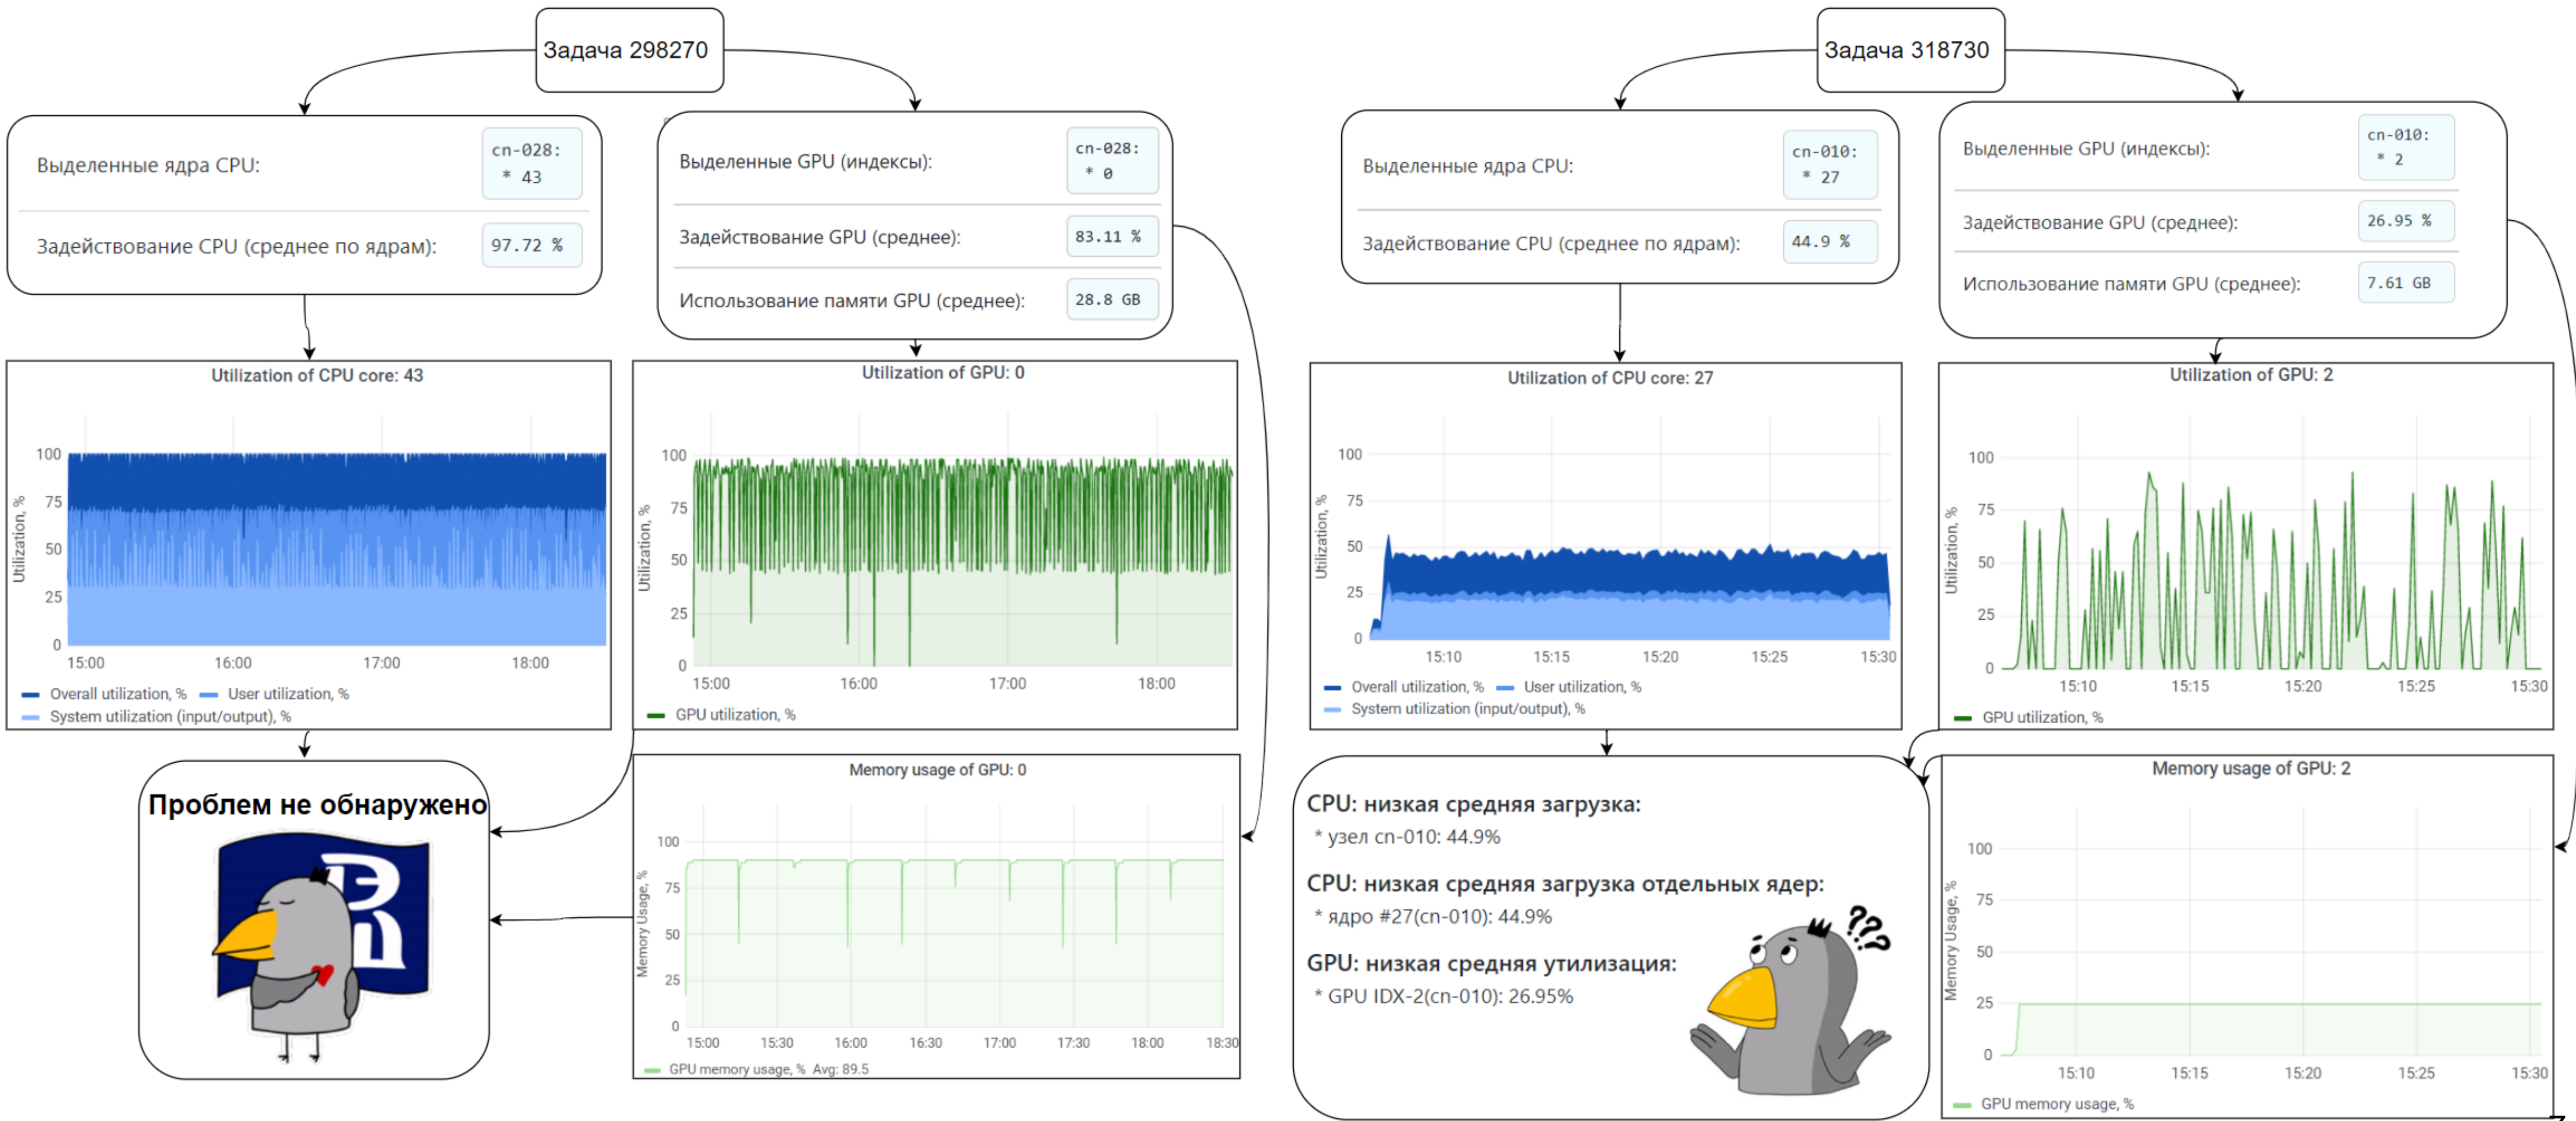 Задача 298270
Выделенные ядра CPU:
cn-028:
* 43
Задействование CPU (среднее по ядрам):
97.72 %
Выделенные GPU (индексы):
cn-028:
* 0
Задействование GPU (среднее):
83.11 %
Использование памяти GPU (среднее):
28.8 GB
Utilization of CPU core: 43
Utilization, %
100
75
50
25
0
15:00 16:00 17:00 18:00
Overall utilization, % User utilization, %
System utilization (input/output), %
Utilization of GPU: 0
Utilization, %
100
75
50
25
0
15:00 16:00 17:00 18:00
GPU utilization, %
Проблем не обнаружено
Memory usage of GPU: 0
Memory Usage, %
100
75
50
25
0
15:00 15:30 16:00 16:30 17:00 17:30 18:00 18:30
GPU memory usage, % Avg: 89.5
Задача 318730
Выделенные ядра CPU:
cn-010:
* 27
Задействование CPU (среднее по ядрам):
44.9 %
Выделенные GPU (индексы):
cn-010:
* 2
Задействование GPU (среднее):
26.95 %
Использование памяти GPU (среднее):
7.61 GB
Utilization of CPU core: 27
Utilization, %
100
75
50
25
0
15:10 15:15 15:20 15:25 15:30
Overall utilization, % User utilization, %
System utilization (input/output), %
Utilization of GPU: 2
Utilization, %
100
75
50
25
0
15:10 15:15 15:20 15:25 15:30
GPU utilization, %
CPU: низкая средняя загрузка:
* узел cn-010: 44.9%
CPU: низкая средняя загрузка отдельных ядер:
* ядро #27(cn-010): 44.9%
GPU: низкая средняя утилизация:
* GPU IDX-2(cn-010): 26.95%
???
Memory usage of GPU: 2
Memory Usage, %
100
75
50
25
0
15:10 15:15 15:20 15:25 15:30
GPU memory usage, %